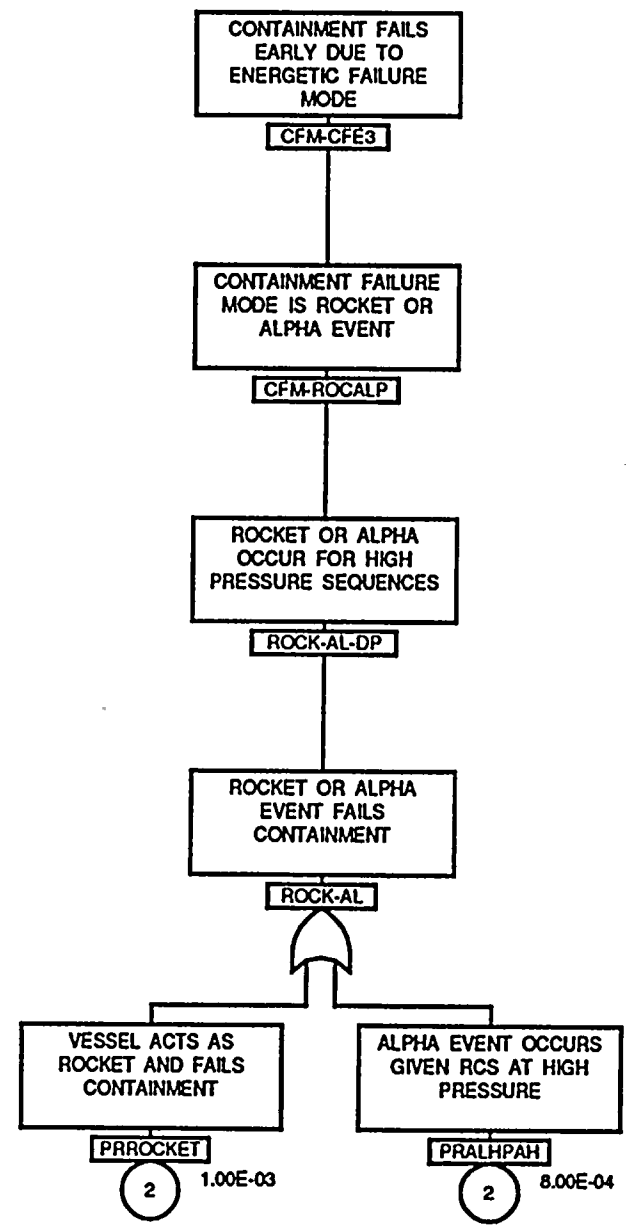 CONTAINMENT FAILS
EARLY DUE TO
ENERGETIC FAILURE
MODE
CFM-CFE3
CONTAINMENT FAILURE
MODE IS ROCKET OR
ALPHA EVENT
CFM-ROCALP
ROCKET OR ALPHA
OCCUR FOR HIGH
PRESSURE SEQUENCES
ROCK-AL-DP
ROCKET OR ALPHA
EVENT FAILS
CONTAINMENT
ROCK-AL
VESSEL ACTS AS
ROCKET AND FAILS
CONTAINMENT
PRROCKET
2
1.00E-03
ALPHA EVENT OCCURS
GIVEN RCS AT HIGH
PRESSURE
PRALHPAH
2
8.00E-04